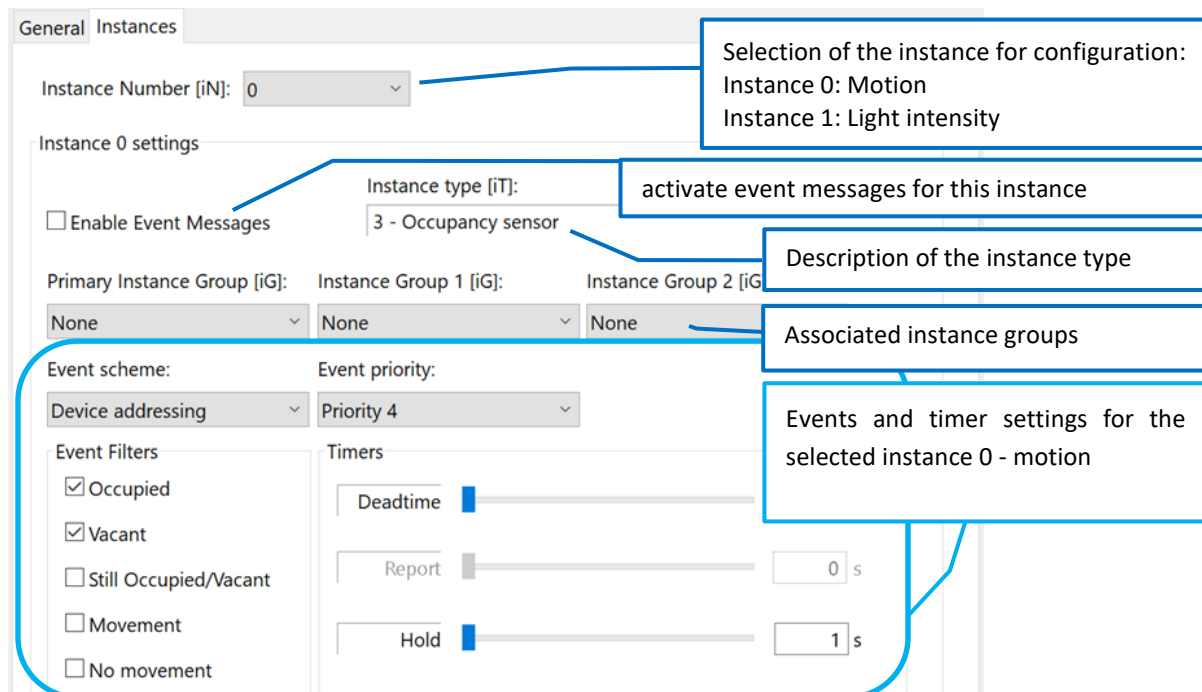 General Instances
Selection of the instance for configuration:
Instance 0: Motion
Instance 1: Light intensity
Instance Number [iN]: 0
Instance 0 settings
Instance type [iT]:
activate event messages for this instance
Enable Event Messages
3 - Occupancy sensor
Description of the instance type
Primary Instance Group [iG]: Instance Group 1 [iG]: Instance Group 2 [iG
None None None
Associated instance groups
Event scheme: Event priority:
Device addressing Priority 4
Events and timer settings for the
selected instance 0 - motion
Event Filters Timers
Occupied
Deadtime
Vacant
Report 0 s
Still Occupied/Vacant
Movement
Hold 1 s
No movement